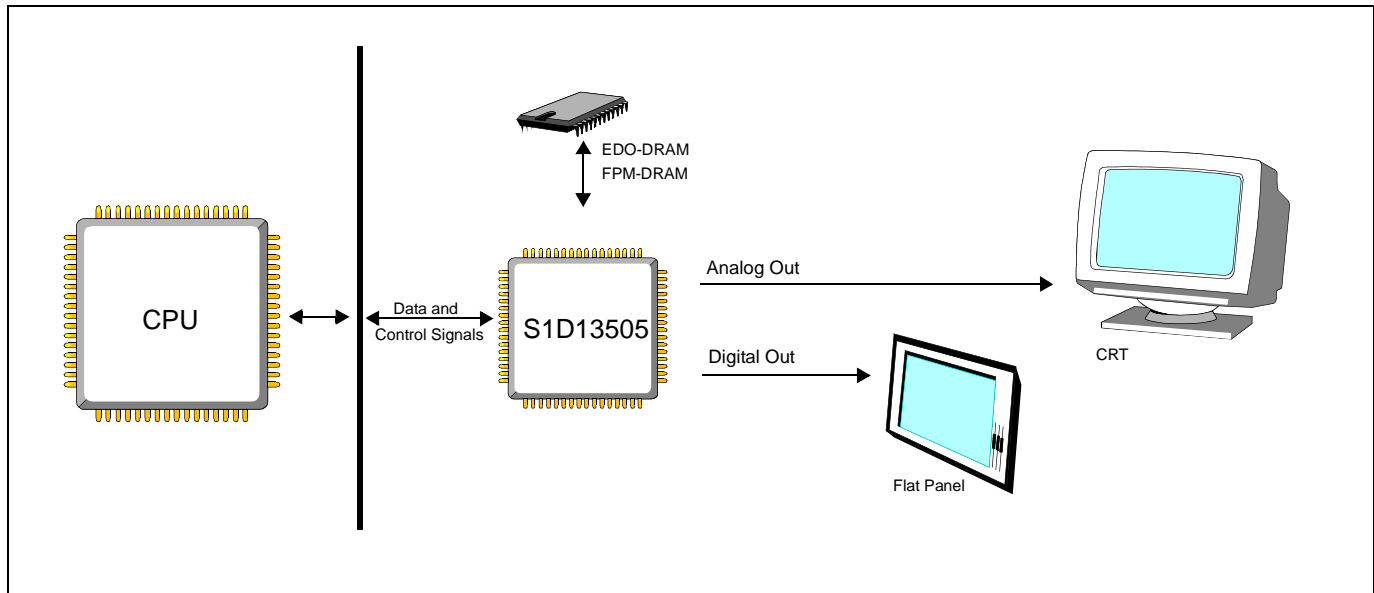 EDO-DRAM
FPM-DRAM
CPU
Data and
Control Signals
S1D13505
Analog Out
Digital Out
CRT
Flat Panel